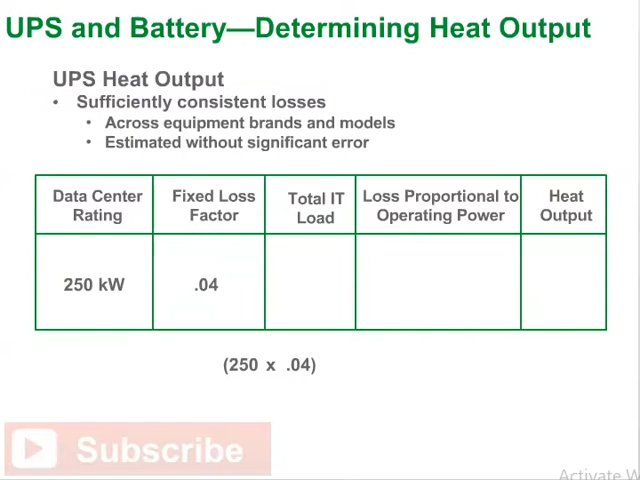 UPS and Battery—Determining Heat Output
UPS Heat Output
• Sufficiently consistent losses
• Across equipment brands and models
• Estimated without significant error
Data Center Rating
Fixed Loss Factor
Total IT Load
Loss Proportional to Operating Power
Heat Output
250 kW
.04
(250 x .04)
Subscribe
Activate W